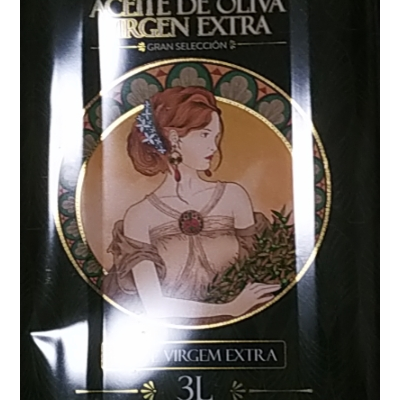 ACEITE DE OLIVA
VIRGEN EXTRA
GRAN SELECCIÓN
VIRGEM EXTRA
3L